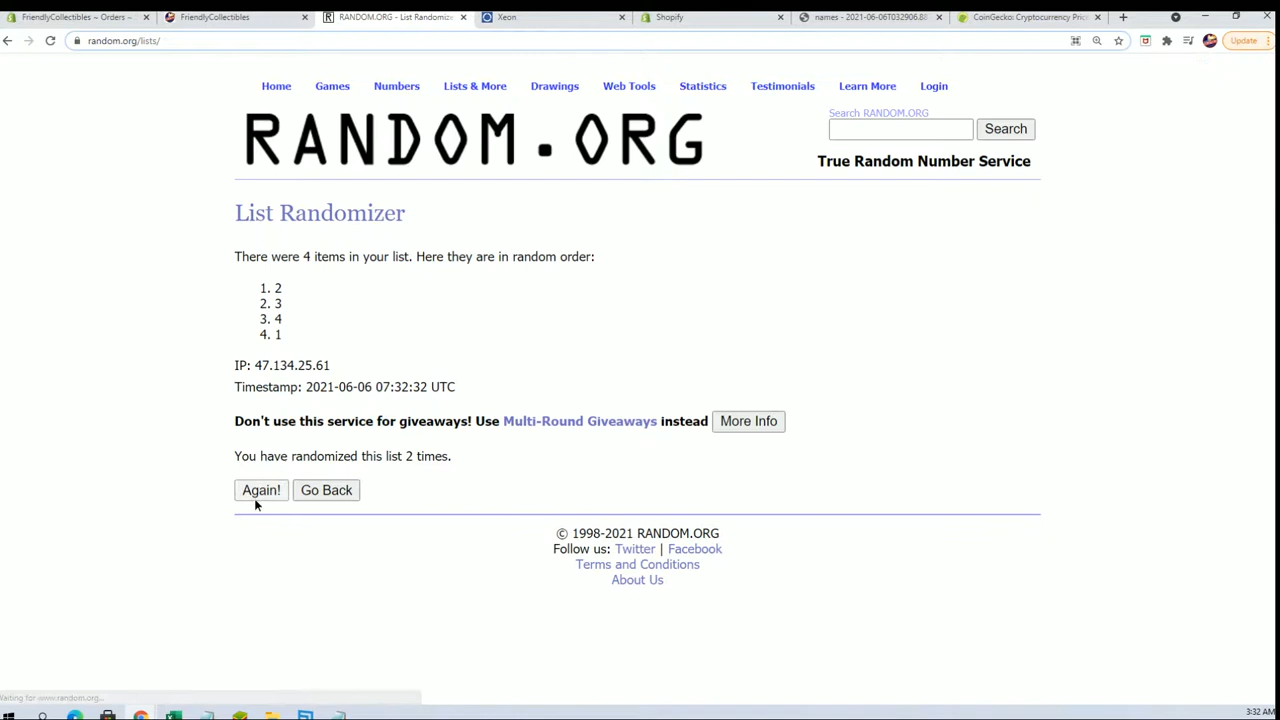 FriendlyCollectibles ~ Orders ~
FriendlyCollectibles
RANDOM.ORG - List Randomizer
Xeon
Shopify
names - 2021-06-06T032906.88
CoinGecko: Cryptocurrency Pric
random.org/lists/
Update
Home
Games
Numbers
Lists & More
Drawings
Web Tools
Statistics
Testimonials
Learn More
Login
RANDOM.ORG
Search RANDOM.ORG
Search
True Random Number Service
List Randomizer
There were 4 items in your list. Here they are in random order:
1. 2
2. 3
3. 4
4. 1
IP: 47.134.25.61
Timestamp: 2021-06-06 07:32:32 UTC
Don't use this service for giveaways! Use Multi-Round Giveaways instead More Info
You have randomized this list 2 times.
Again! Go Back
© 1998-2021 RANDOM.ORG
Follow us: Twitter | Facebook
Terms and Conditions
About Us
Waiting for www.random.org...
3:32 AM